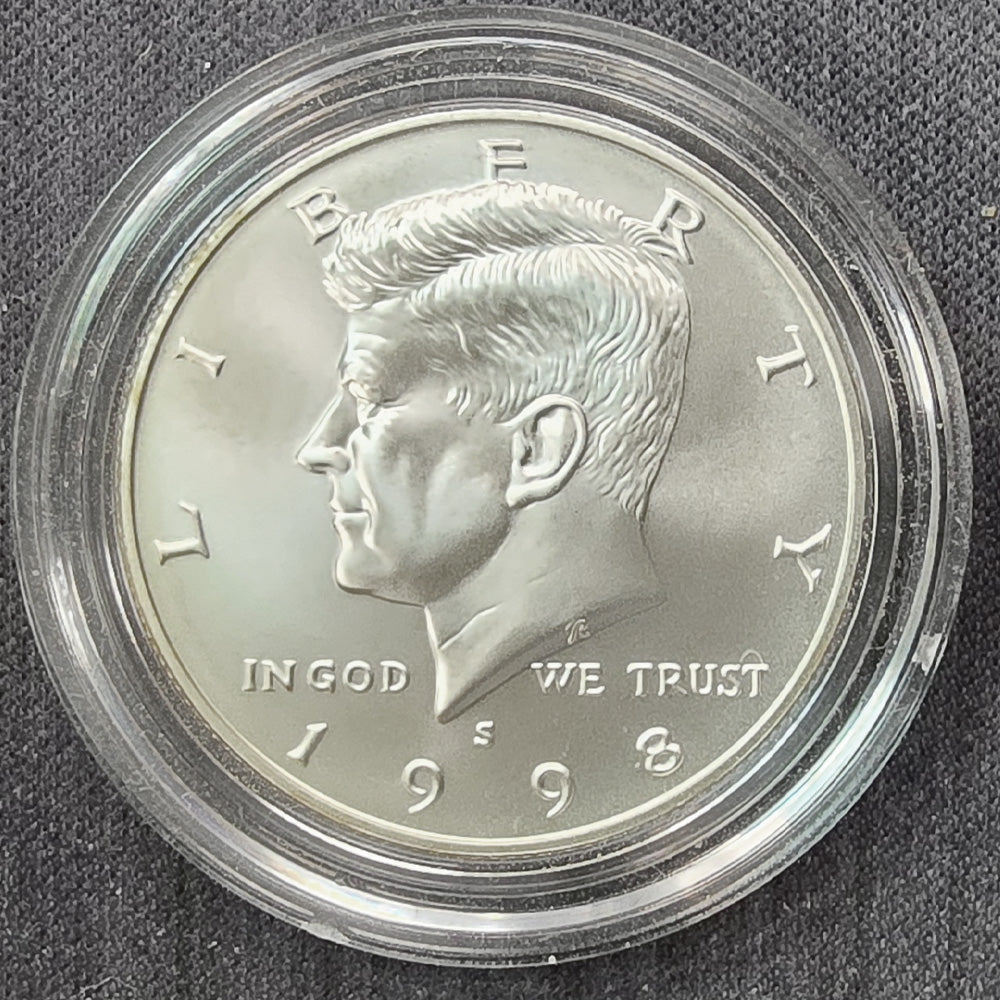 LIBERTY
IN GOD WE TRUST
S
1998